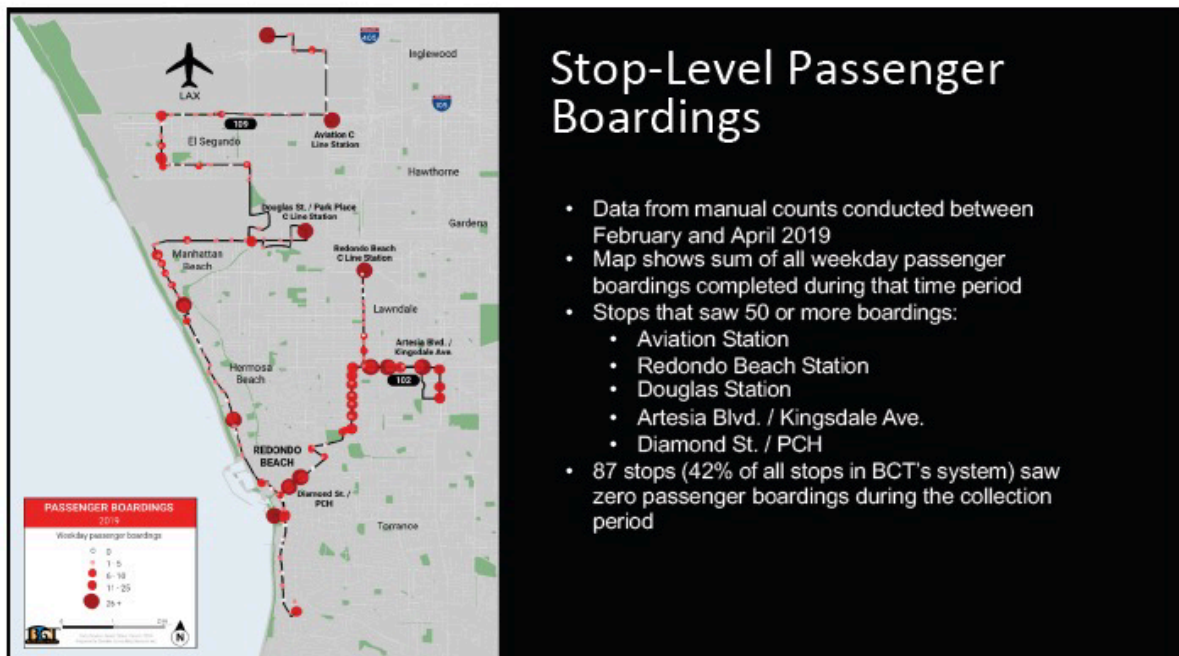 Stop-Level Passenger
Boardings
• Data from manual counts conducted between
February and April 2019
• Map shows sum of all weekday passenger
boardings completed during that time period
• Stops that saw 50 or more boardings:
• Aviation Station
• Redondo Beach Station
• Douglas Station
• Artesia Blvd. / Kingsdale Ave.
• Diamond St. / PCH
• 87 stops (42% of all stops in BCT's system) saw
zero passenger boardings during the collection
period
405
Inglewood
LAX
105
109
El Segundo
Aviation C
Line Station
Hawthorne
Douglas St. / Park Place
C Line Station
Gardena
Redondo Beach
C Line Station
Manhattan
Beach
Lawndale
Artesia Blvd. /
Kingsdale Ave.
Hermosa
Beach
102
REDONDO
BEACH
Diamond St. /
PCH
Torrance
PASSENGER BOARDINGS
2019
Weekday passenger boardings
0
1 - 5
6 - 10
11 - 25
26 +
0
1
BCT
N